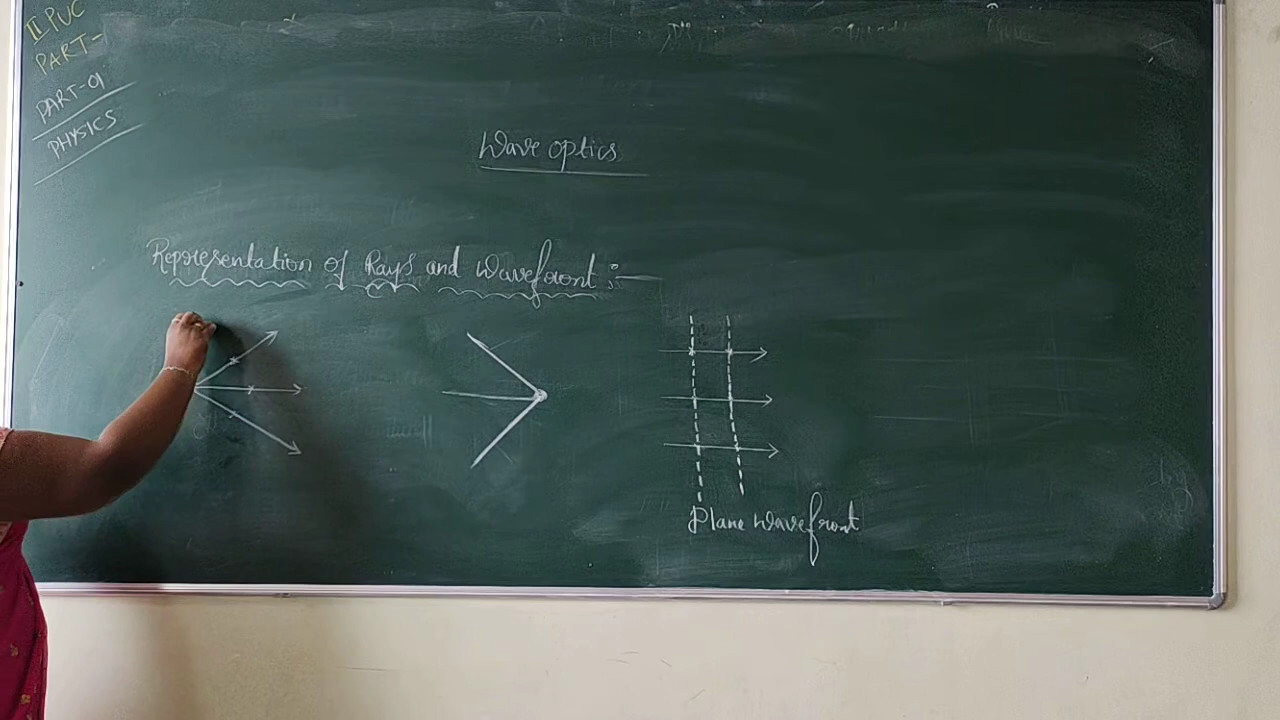 II PUC
PART-
PART-01
PHYSICS
Wave optics
Representation of Rays and Wavefront :-
Plane Wavefront